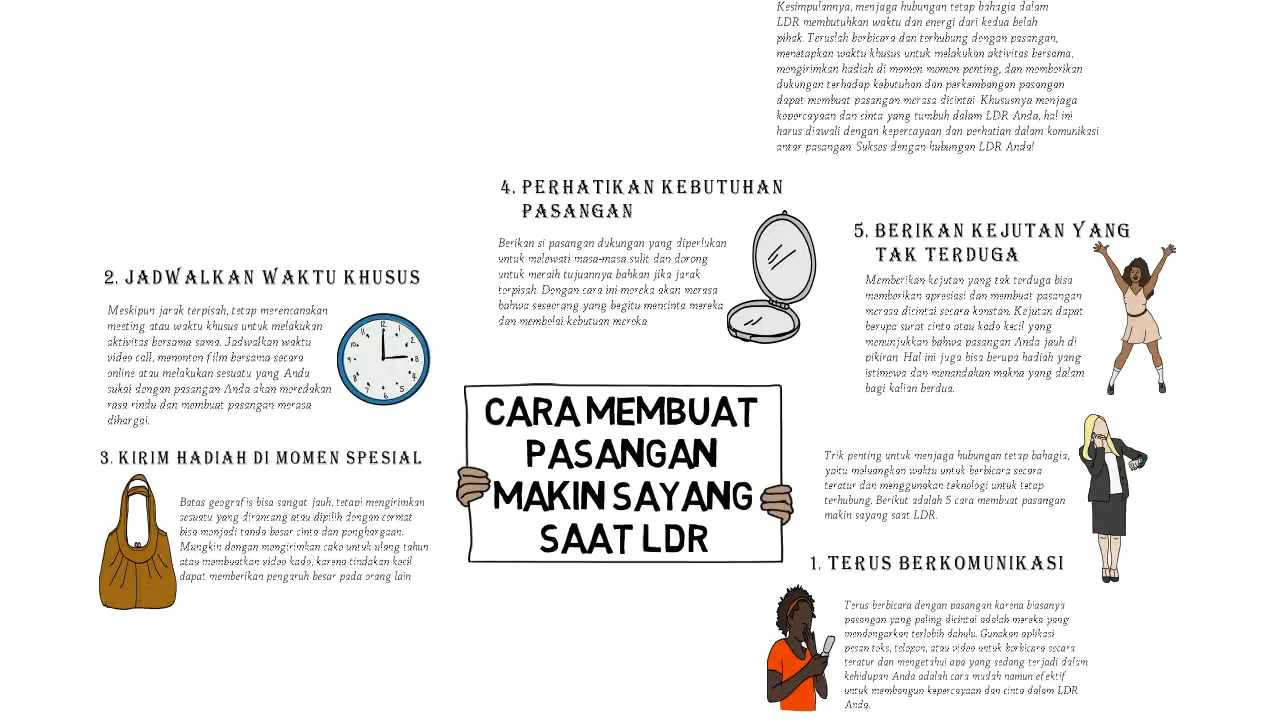 CARA MEMBUAT
PASANGAN
MAKIN SAYANG
SAAT LDR
Trik penting untuk menjaga hubungan tetap bahagia,
yaitu meluangkan waktu untuk berbicara secara
teratur dan menggunakan teknologi untuk tetap
terhubung. Berikut adalah 5 cara membuat pasangan
makin sayang saat LDR.
1. TERUS BERKOMUNIKASI
Terus berbicara dengan pasangan karena biasanya
pasangan yang paling dicintai adalah mereka yang
mendengarkan terlebih dahulu. Gunakan aplikasi
pesan teks, telepon, atau video untuk berbicara secara
teratur dan mengetahui apa yang sedang terjadi dalam
kehidupan Anda adalah cara mudah namun efektif
untuk membangun kepercayaan dan cinta dalam LDR
Anda.
2. JADWALKAN WAKTU KHUSUS
Meskipun jarak terpisah, tetap merencanakan
meeting atau waktu khusus untuk melakukan
aktivitas bersama sama. Jadwalkan waktu
video call, menonton film bersama secara
online atau melakukan sesuatu yang Anda
sukai dengan pasangan Anda akan meredakan
rasa rindu dan membuat pasangan merasa
dihargai.
3. KIRIM HADIAH DI MOMEN SPESIAL
Batas geografis bisa sangat jauh, tetapi mengirimkan
sesuatu yang dirancang atau dipilih dengan cermat
bisa menjadi tanda besar cinta dan penghargaan.
Mungkin dengan mengirimkan cake untuk ulang tahun
atau membuatkan video kado, karena tindakan kecil
dapat memberikan pengaruh besar pada orang lain
4. PERHATIKAN KEBUTUHAN
PASANGAN
Berikan si pasangan dukungan yang diperlukan
untuk melewati masa-masa sulit dan dorong
untuk meraih tujuannya bahkan jika jarak
terpisah. Dengan cara ini mereka akan merasa
bahwa seseorang yang begitu mencinta mereka
dan membelai kebutuan mereka
5. BERIKAN KEJUTAN YANG
TAK TERDUGA
Memberikan kejutan yang tak terduga bisa
memberikan apresiasi dan membuat pasangan
merasa dicintai secara konstan. Kejutan dapat
berupa surat cinta atau kado kecil yang
menunjukkan bahwa pasangan Anda jauh di
pikiran. Hal ini juga bisa berupa hadiah yang
istimewa dan menandakan makna yang dalam
bagi kalian berdua.
Kesimpulannya, menjaga hubungan tetap bahagia dalam
LDR membutuhkan waktu dan energi dari kedua belah
pihak. Teruslah berbicara dan terhubung dengan pasangan,
menetapkan waktu khusus untuk melakukan aktivitas bersama,
mengirimkan hadiah di momen momen penting, dan memberikan
dukungan terhadap kebutuhan dan perkembangan pasangan
dapat membuat pasangan merasa dicintai. Khususnya menjaga
kepercayaan dan cinta yang tumbuh dalam LDR Anda, hal ini
harus diawali dengan kepercayaan dan perhatian dalam komunikasi
antar pasangan. Sukses dengan hubungan LDR Anda!